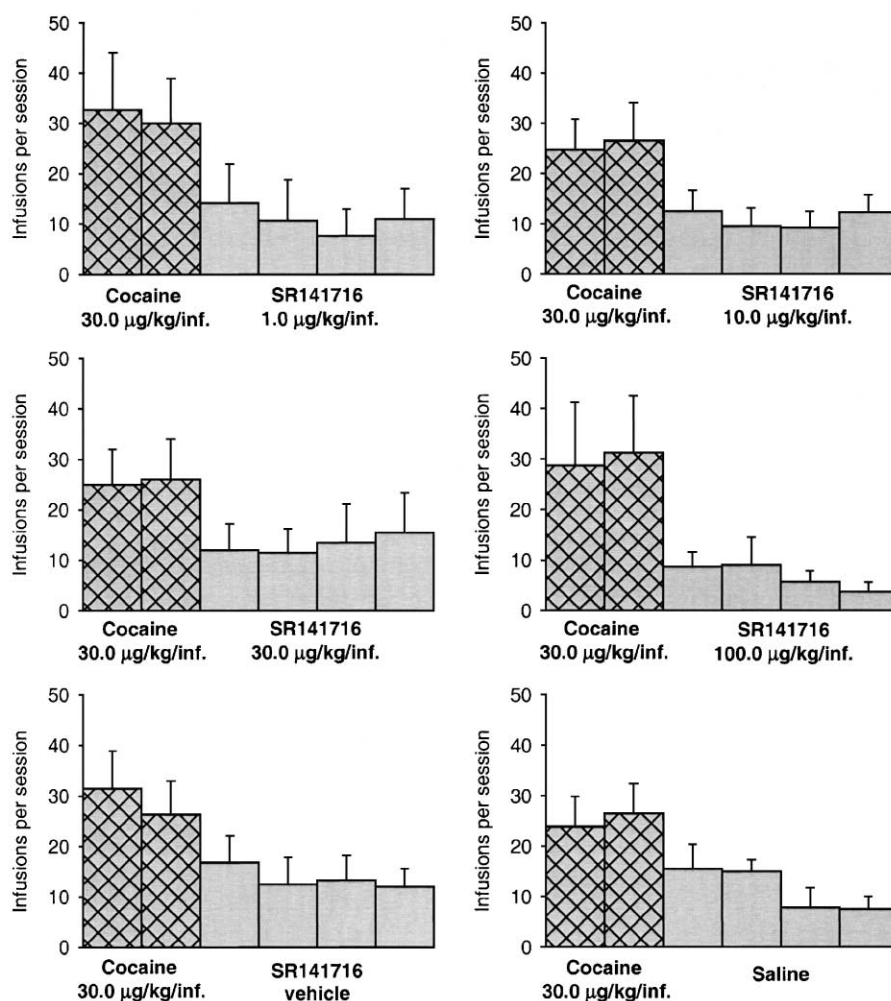 Infusions per session
50
40
30
20
10
0
Cocaine
30.0 µg/kg/inf.
SR141716
1.0 µg/kg/inf.
Infusions per session
50
40
30
20
10
0
Cocaine
30.0 µg/kg/inf.
SR141716
10.0 µg/kg/inf.
Infusions per session
50
40
30
20
10
0
Cocaine
30.0 µg/kg/inf.
SR141716
30.0 µg/kg/inf.
Infusions per session
50
40
30
20
10
0
Cocaine
30.0 µg/kg/inf.
SR141716
100.0 µg/kg/inf.
Infusions per session
50
40
30
20
10
0
Cocaine
30.0 µg/kg/inf.
SR141716
vehicle
Infusions per session
50
40
30
20
10
0
Cocaine
30.0 µg/kg/inf.
Saline